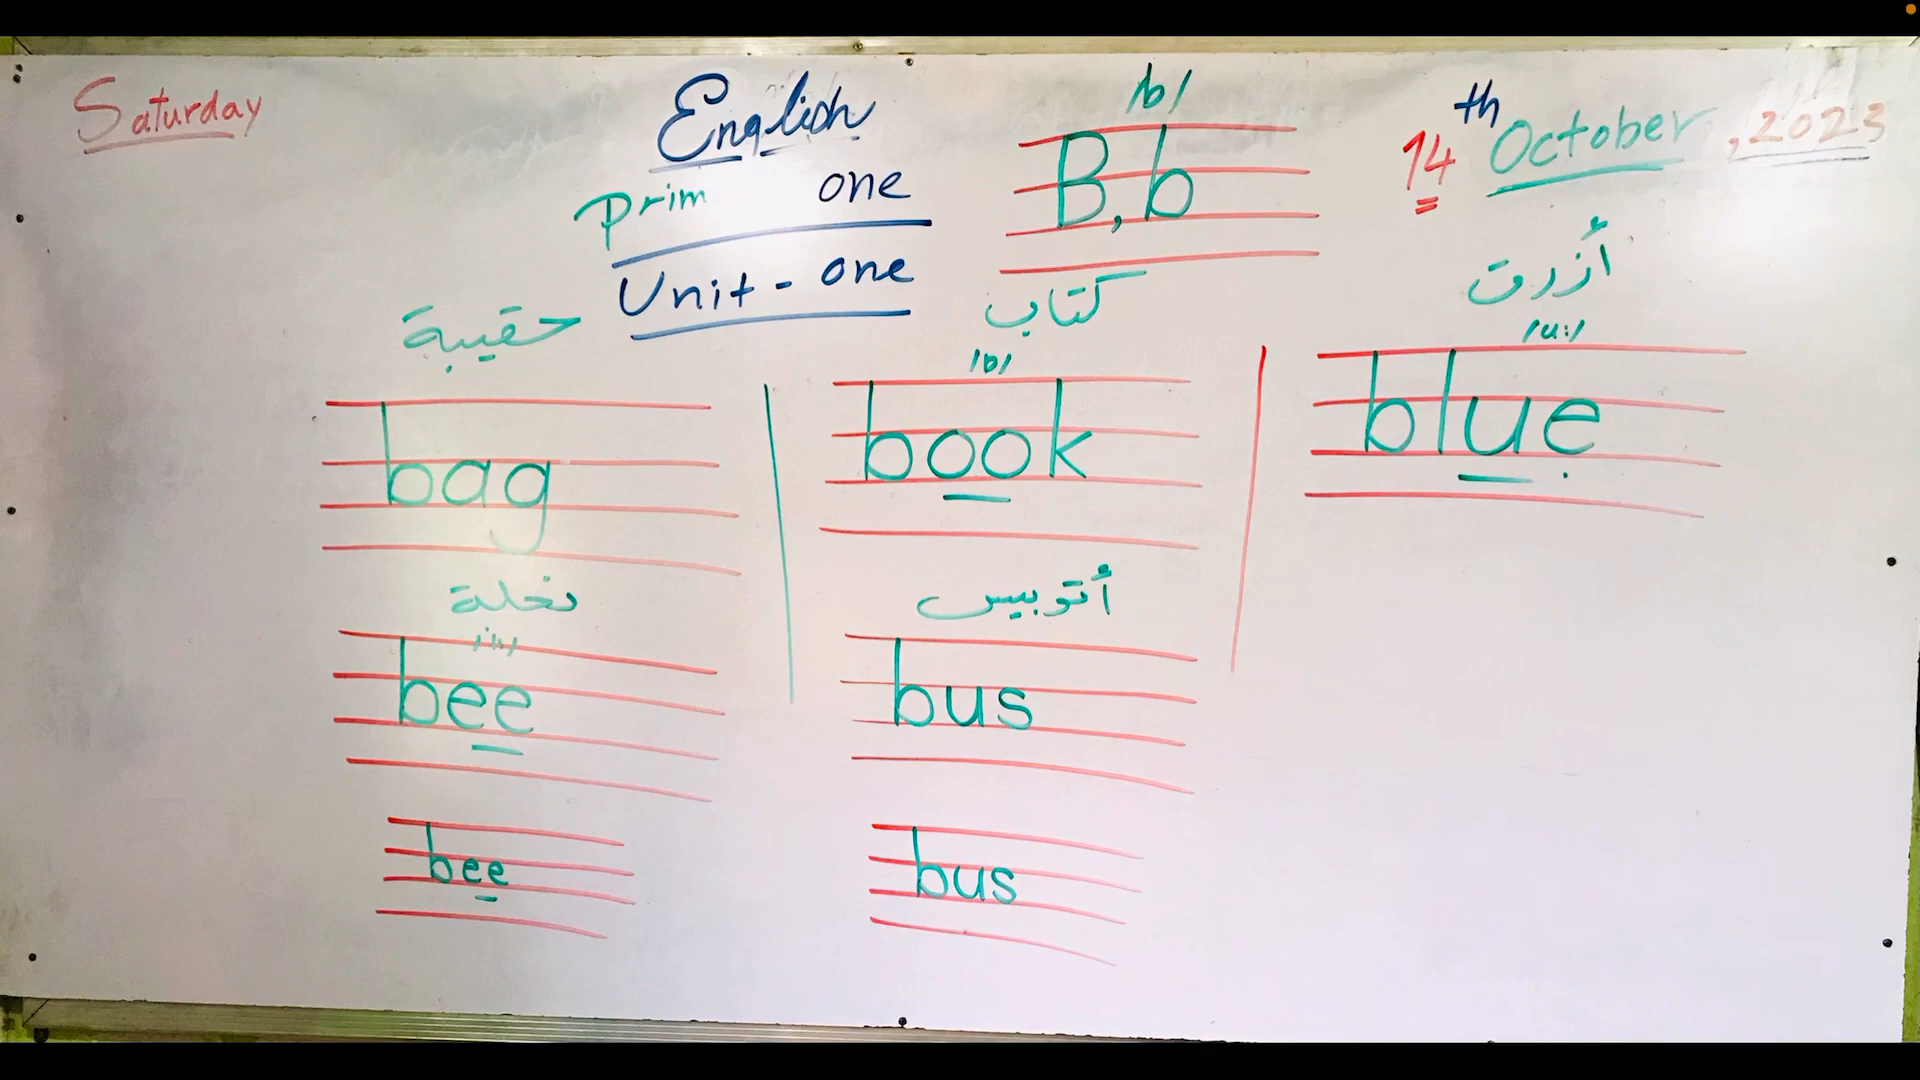 Saturday
English
/b/
14th October, 2023
Prim one
B, b
Unit - one
حقيبة
كتاب
أزرق
/b/
/u:/
bag
book
blue
نحلة
أتوبيس
/i:/
bee
bus
bee
bus